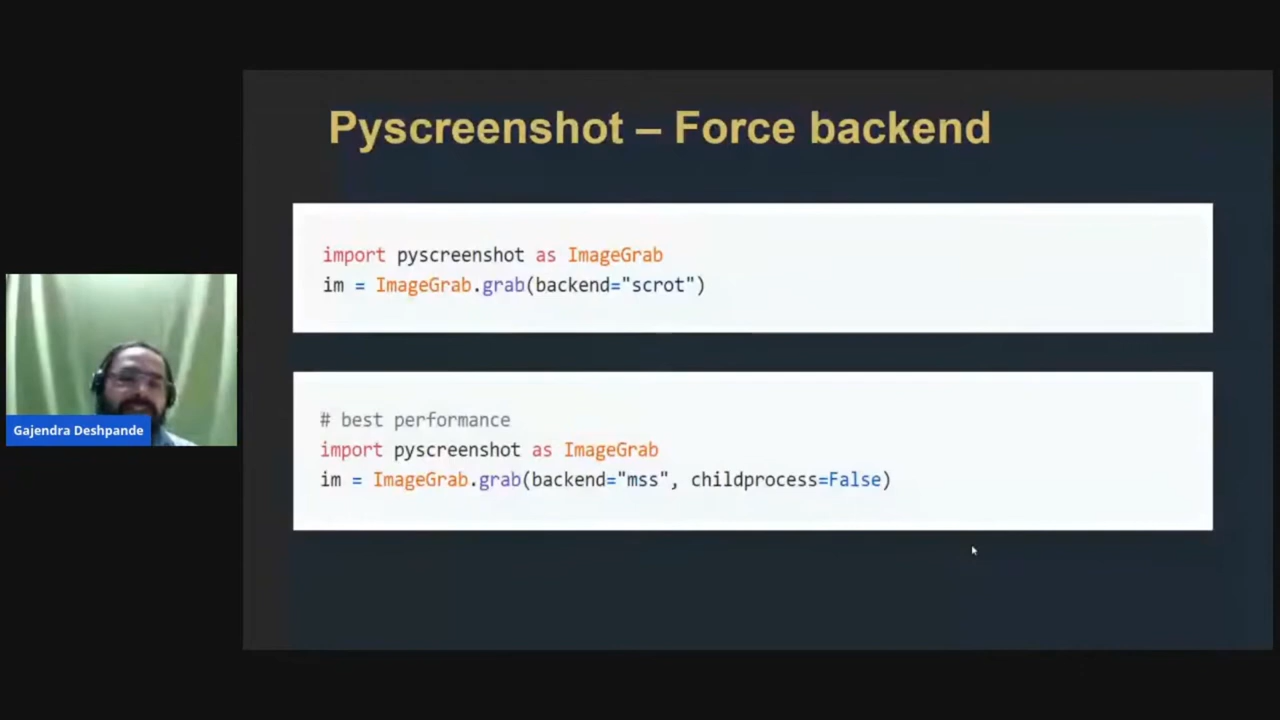 Pyscreenshot – Force backend
import pyscreenshot as ImageGrab
im = ImageGrab.grab(backend="scrot")
# best performance
import pyscreenshot as ImageGrab
im = ImageGrab.grab(backend="mss", childprocess=False)
Gajendra Deshpande